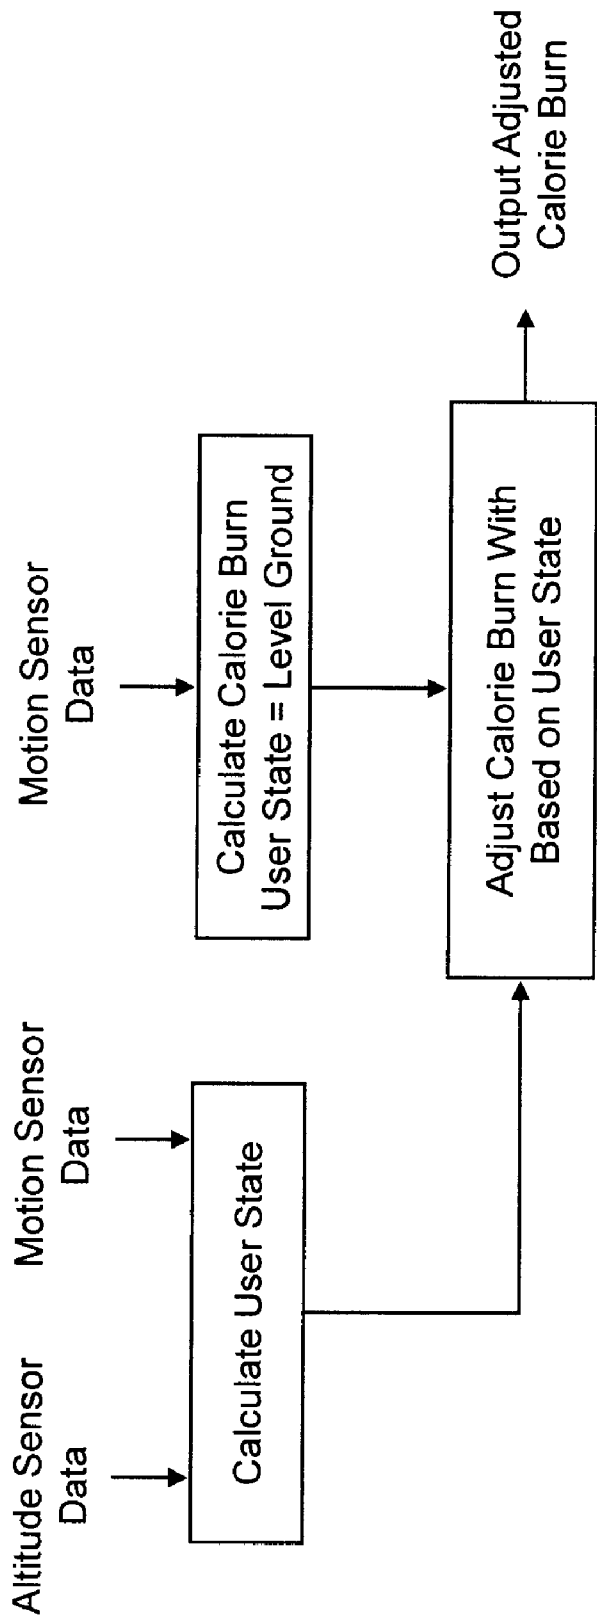 Altitude Sensor
Data
Motion Sensor
Data
Motion Sensor
Data
Calculate User State
Calculate Calorie Burn
User State = Level Ground
Adjust Calorie Burn With
Based on User State
Output Adjusted
Calorie Burn